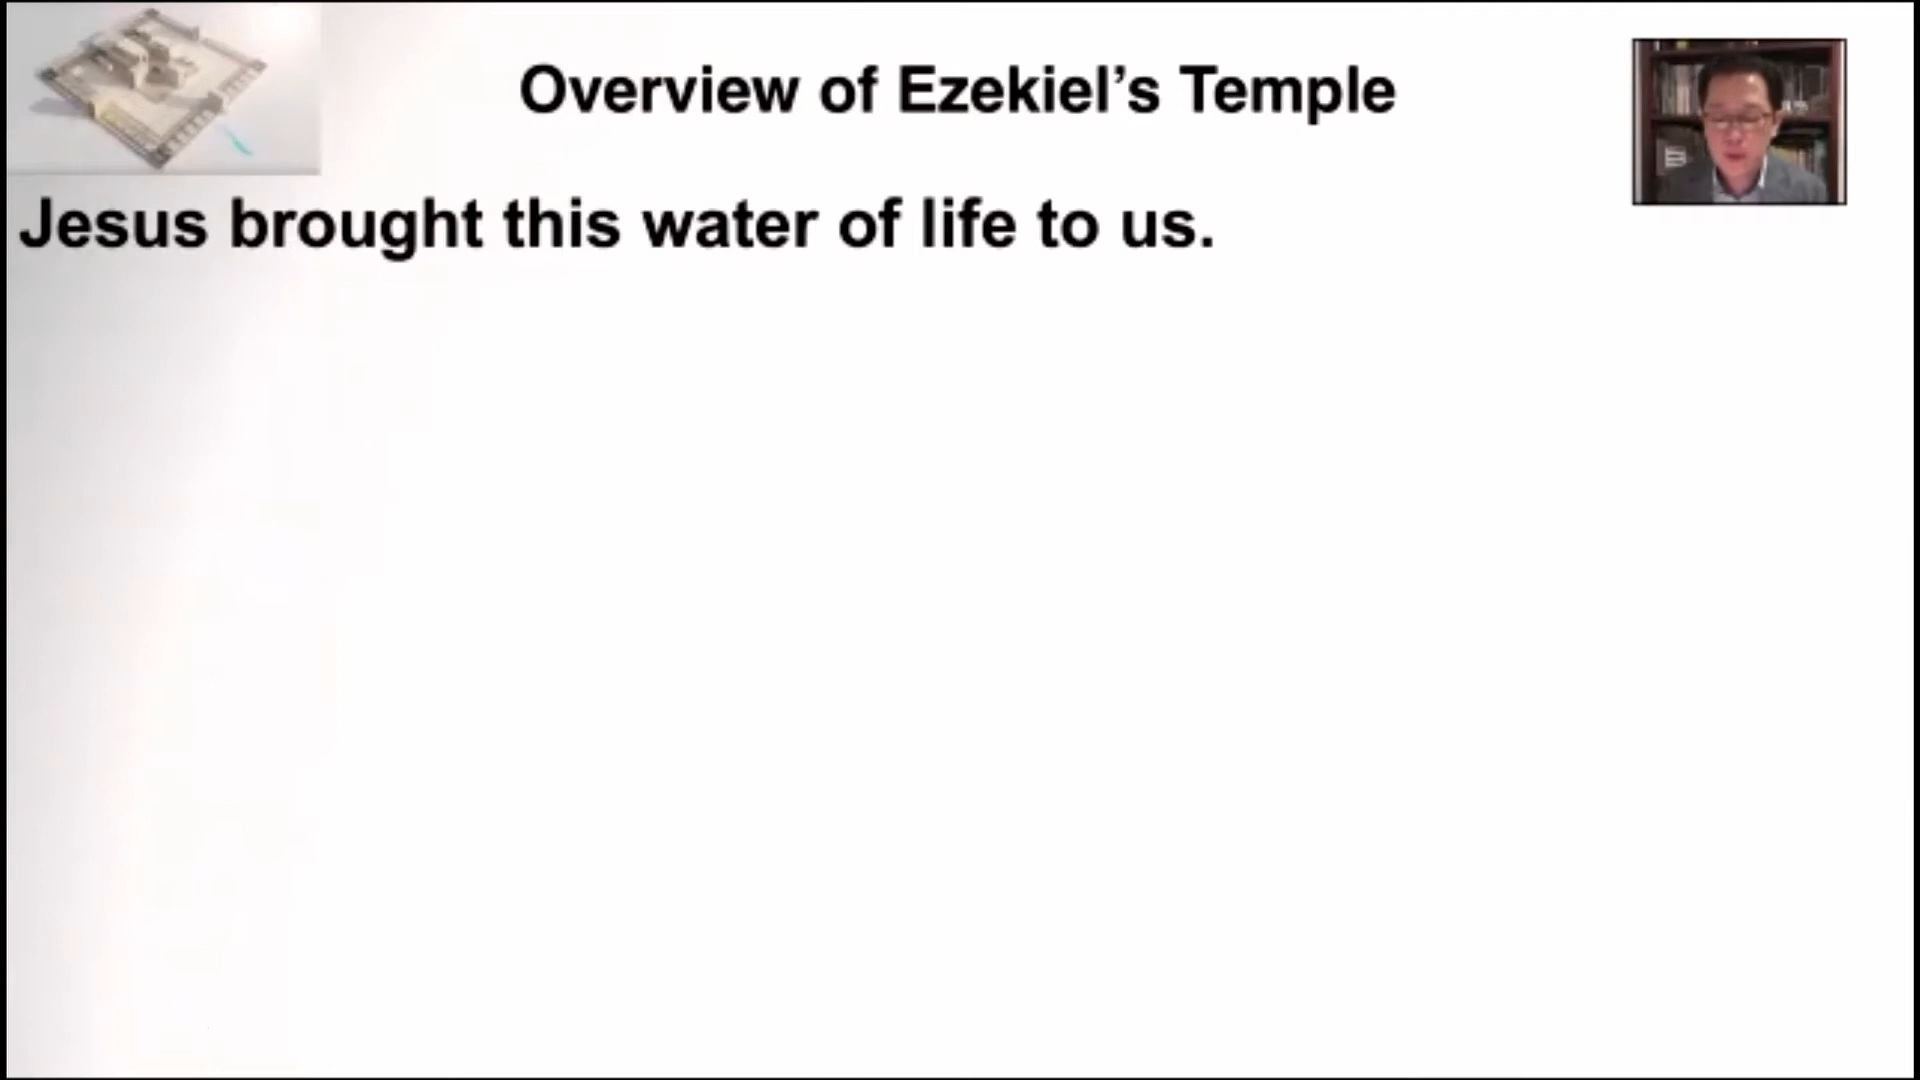 Overview of Ezekiel’s Temple
Jesus brought this water of life to us.